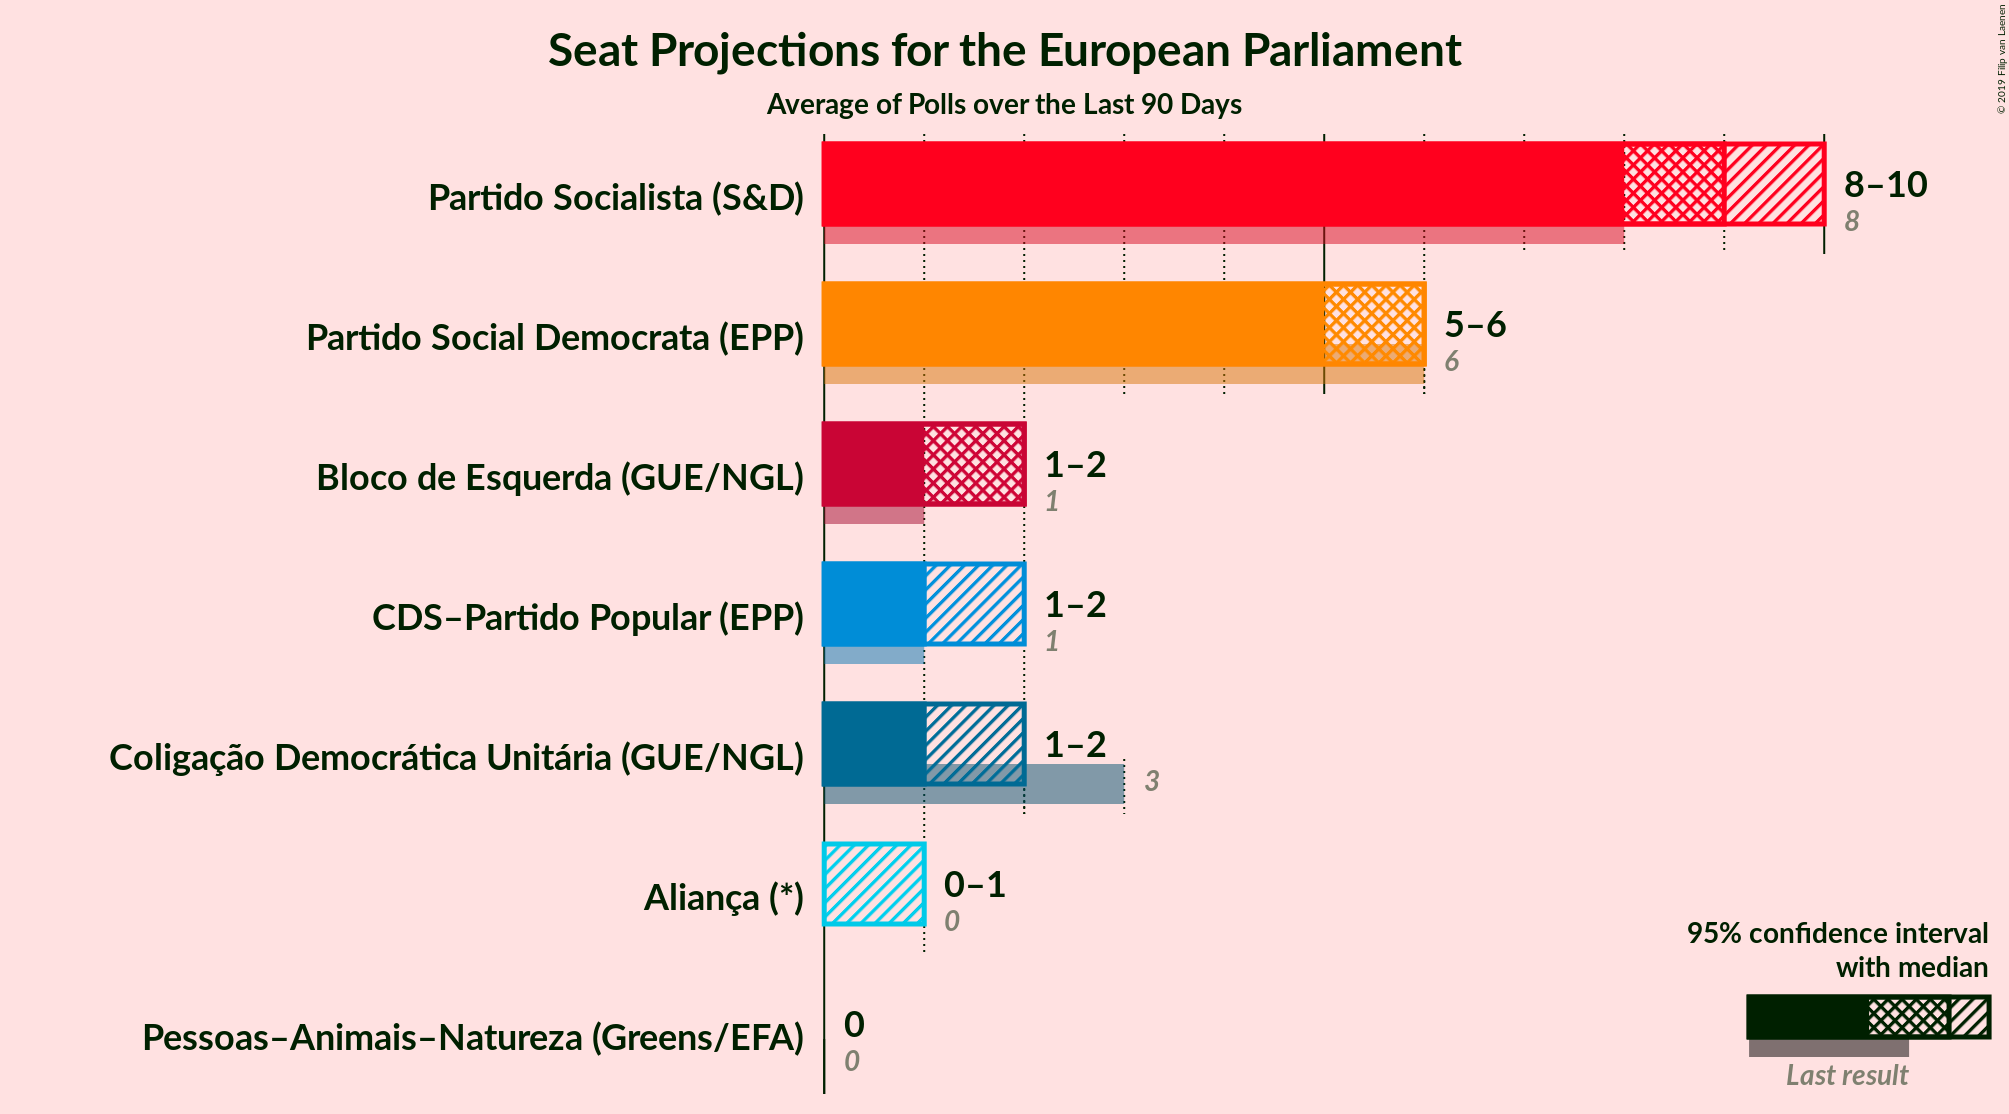 Seat Projections for the European Parliament
Average of Polls over the Last 90 Days
© 2019 Filip van Laenen
Partido Socialista (S&D)
8–10
8
Partido Social Democrata (EPP)
5–6
6
Bloco de Esquerda (GUE/NGL)
1–2
1
CDS–Partido Popular (EPP)
1–2
1
Coligação Democrática Unitária (GUE/NGL)
1–2
3
Aliança (*)
0–1
0
Pessoas–Animais–Natureza (Greens/EFA)
0
0
95% confidence interval
with median
Last result